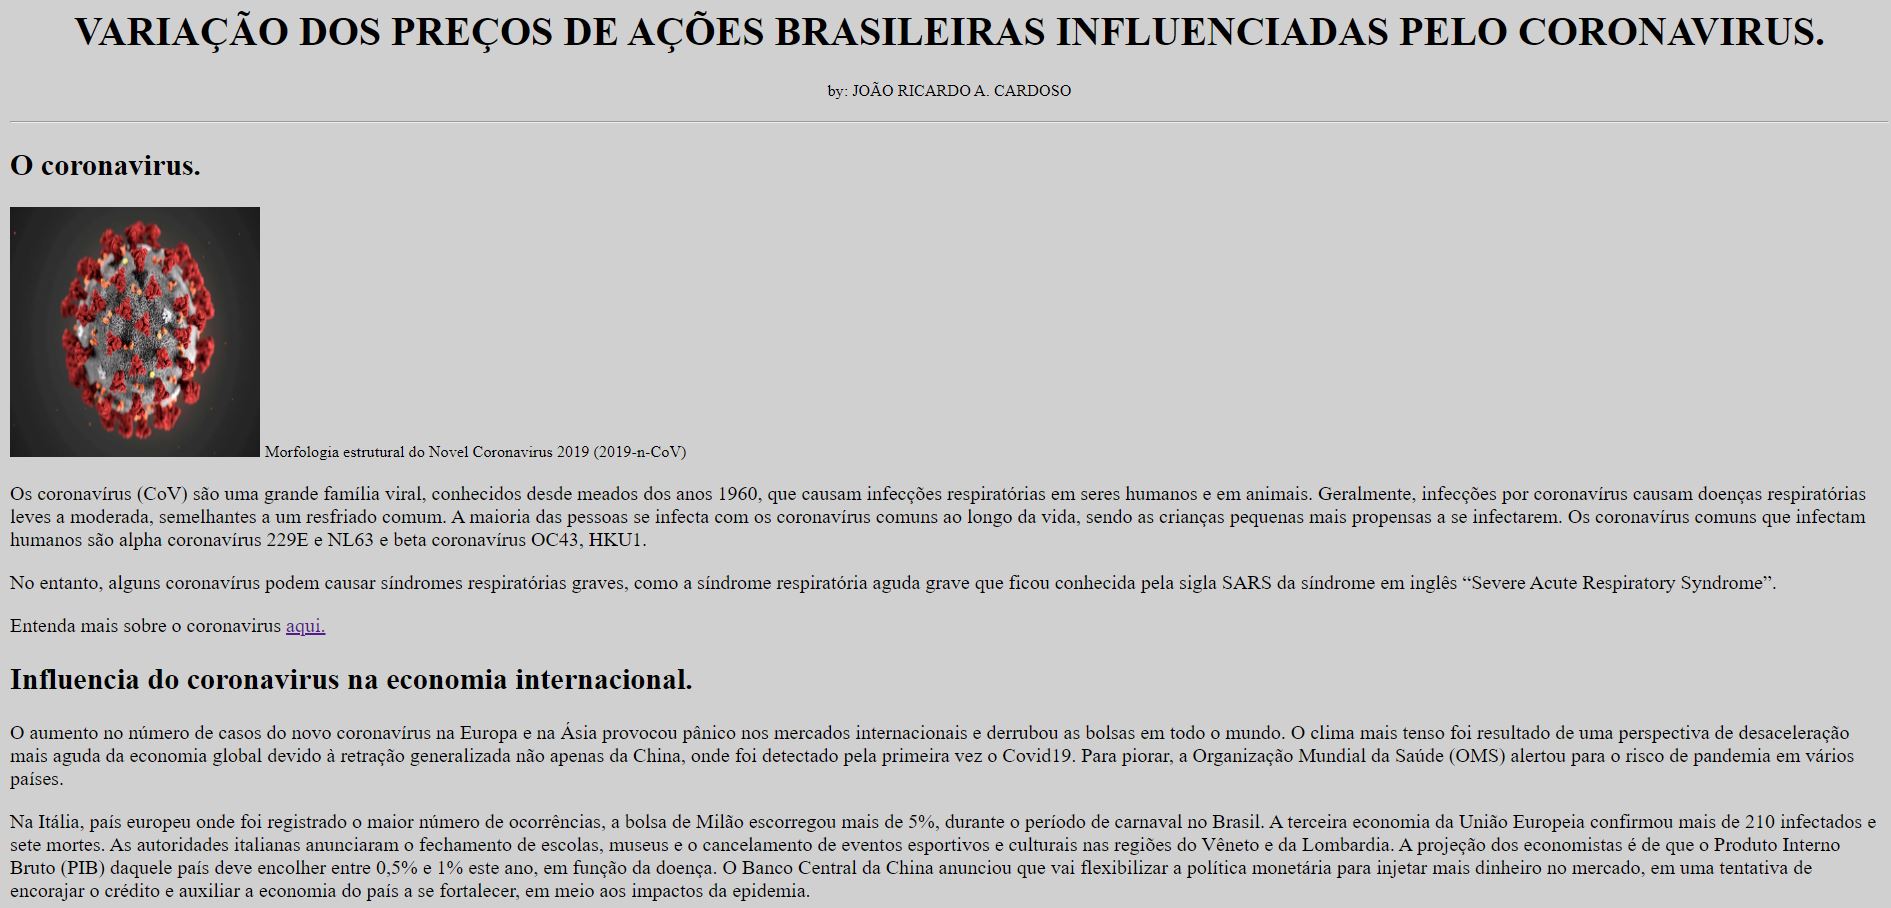 VARIAÇÃO DOS PREÇOS DE AÇÕES BRASILEIRAS INFLUENCIADAS PELO CORONAVIRUS.
by: JOÃO RICARDO A. CARDOSO
O coronavirus.
Morfologia estrutural do Novel Coronavirus 2019 (2019-n-CoV)
Os coronavírus (CoV) são uma grande família viral, conhecidos desde meados dos anos 1960, que causam infecções respiratórias em seres humanos e em animais. Geralmente, infecções por coronavírus causam doenças respiratórias
leves a moderada, semelhantes a um resfriado comum. A maioria das pessoas se infecta com os coronavírus comuns ao longo da vida, sendo as crianças pequenas mais propensas a se infectarem. Os coronavírus comuns que infectam
humanos são alpha coronavírus 229E e NL63 e beta coronavírus OC43, HKU1.
No entanto, alguns coronavírus podem causar síndromes respiratórias graves, como a síndrome respiratória aguda grave que ficou conhecida pela sigla SARS da síndrome em inglês “Severe Acute Respiratory Syndrome”.
Entenda mais sobre o coronavirus aqui.
Influencia do coronavirus na economia internacional.
O aumento no número de casos do novo coronavírus na Europa e na Ásia provocou pânico nos mercados internacionais e derrubou as bolsas em todo o mundo. O clima mais tenso foi resultado de uma perspectiva de desaceleração
mais aguda da economia global devido à retração generalizada não apenas da China, onde foi detectado pela primeira vez o Covid19. Para piorar, a Organização Mundial da Saúde (OMS) alertou para o risco de pandemia em vários
países.
Na Itália, país europeu onde foi registrado o maior número de ocorrências, a bolsa de Milão escorregou mais de 5%, durante o período de carnaval no Brasil. A terceira economia da União Europeia confirmou mais de 210 infectados e
sete mortes. As autoridades italianas anunciaram o fechamento de escolas, museus e o cancelamento de eventos esportivos e culturais nas regiões do Vêneto e da Lombardia. A projeção dos economistas é de que o Produto Interno
Bruto (PIB) daquele país deve encolher entre 0,5% e 1% este ano, em função da doença. O Banco Central da China anunciou que vai flexibilizar a política monetária para injetar mais dinheiro no mercado, em uma tentativa de
encorajar o crédito e auxiliar a economia do país a se fortalecer, em meio aos impactos da epidemia.